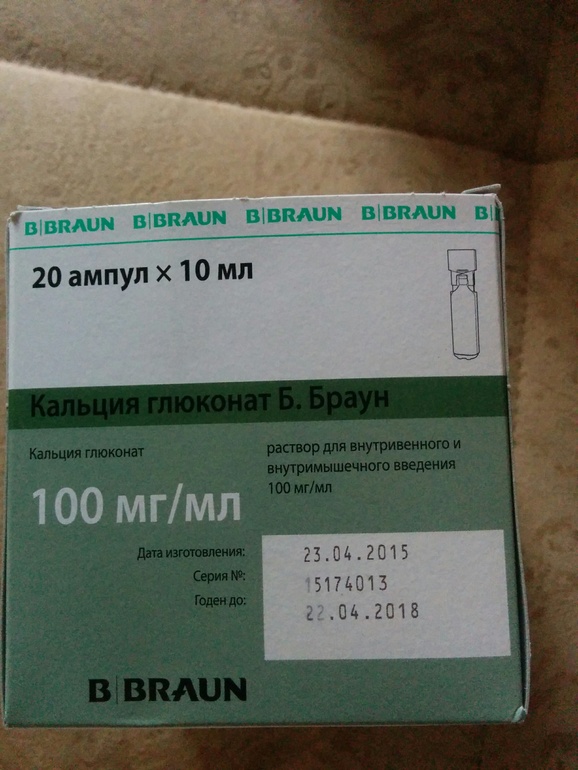 B|BRAUN B|BRAUN B|BRAUN B|BRAUN B|
20 ампул × 10 мл
Кальция глюконат Б. Браун
Кальция глюконат
раствор для внутривенного и
внутримышечного введения
100 мг/мл
100 мг/мл
Дата изготовления: 23.04.2015
Серия №: 15174013
Годен до: 22.04.2018
B|BRAUN